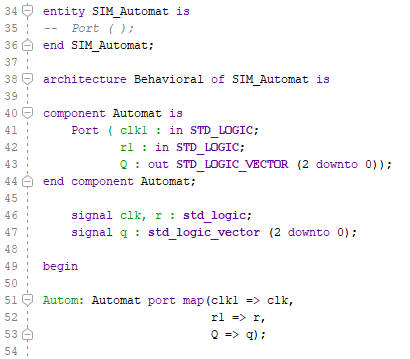 34 entity SIM_Automat is
35 -- Port ( );
36 end SIM_Automat;
37
38 architecture Behavioral of SIM_Automat is
39
40 component Automat is
41 Port ( clk1 : in STD_LOGIC;
42 r1 : in STD_LOGIC;
43 Q : out STD_LOGIC_VECTOR (2 downto 0));
44 end component Automat;
45
46 signal clk, r : std_logic;
47 signal q : std_logic_vector (2 downto 0);
48
49 begin
50
51 Autom: Automat port map(clk1 => clk,
52 r1 => r,
53 Q => q);
54